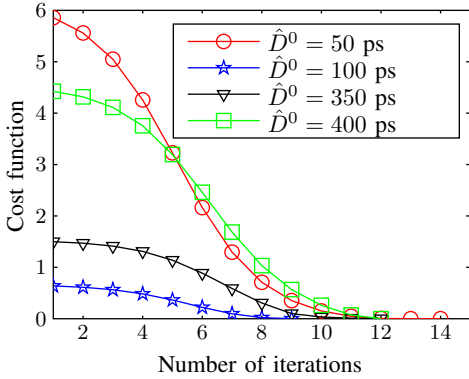 6
5
4
3
2
1
0
Cost function
D̂⁰ = 50 ps
D̂⁰ = 100 ps
D̂⁰ = 350 ps
D̂⁰ = 400 ps
2 4 6 8 10 12 14
Number of iterations